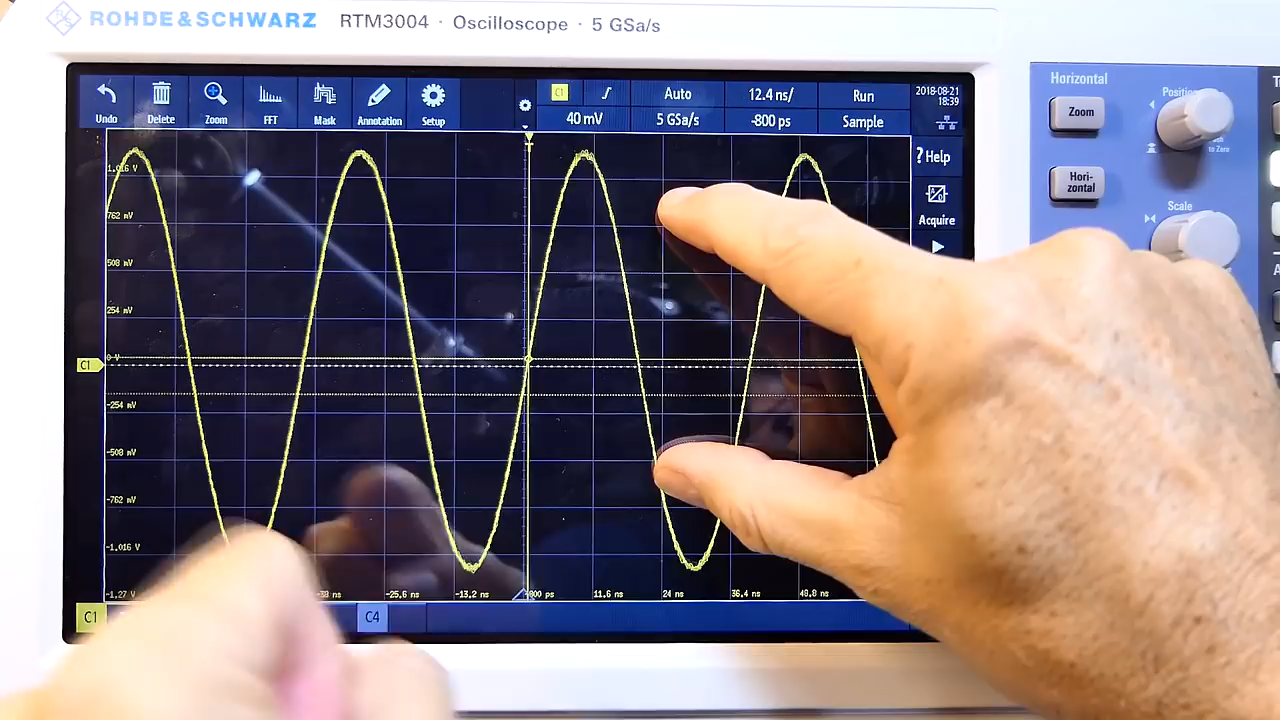 ROHDE & SCHWARZ RTM3004 · Oscilloscope · 5 GSa/s
Undo
Delete
Zoom
FFT
Mask
Annotation
Setup
C1
Auto
12.4 ns/
Run
40 mV
5 GSa/s
-800 ps
Sample
2018-08-21
18:39
? Help
Acquire
1,016 V
762 mV
508 mV
254 mV
0 V
C1
-254 mV
-508 mV
-762 mV
-1,016 V
-1,27 V
-25,6 ns
-13,2 ns
-800 ps
11,6 ns
24 ns
36,4 ns
48,8 ns
C1
C4
Horizontal
Zoom
Position
to Zero
Hori-
zontal
Scale